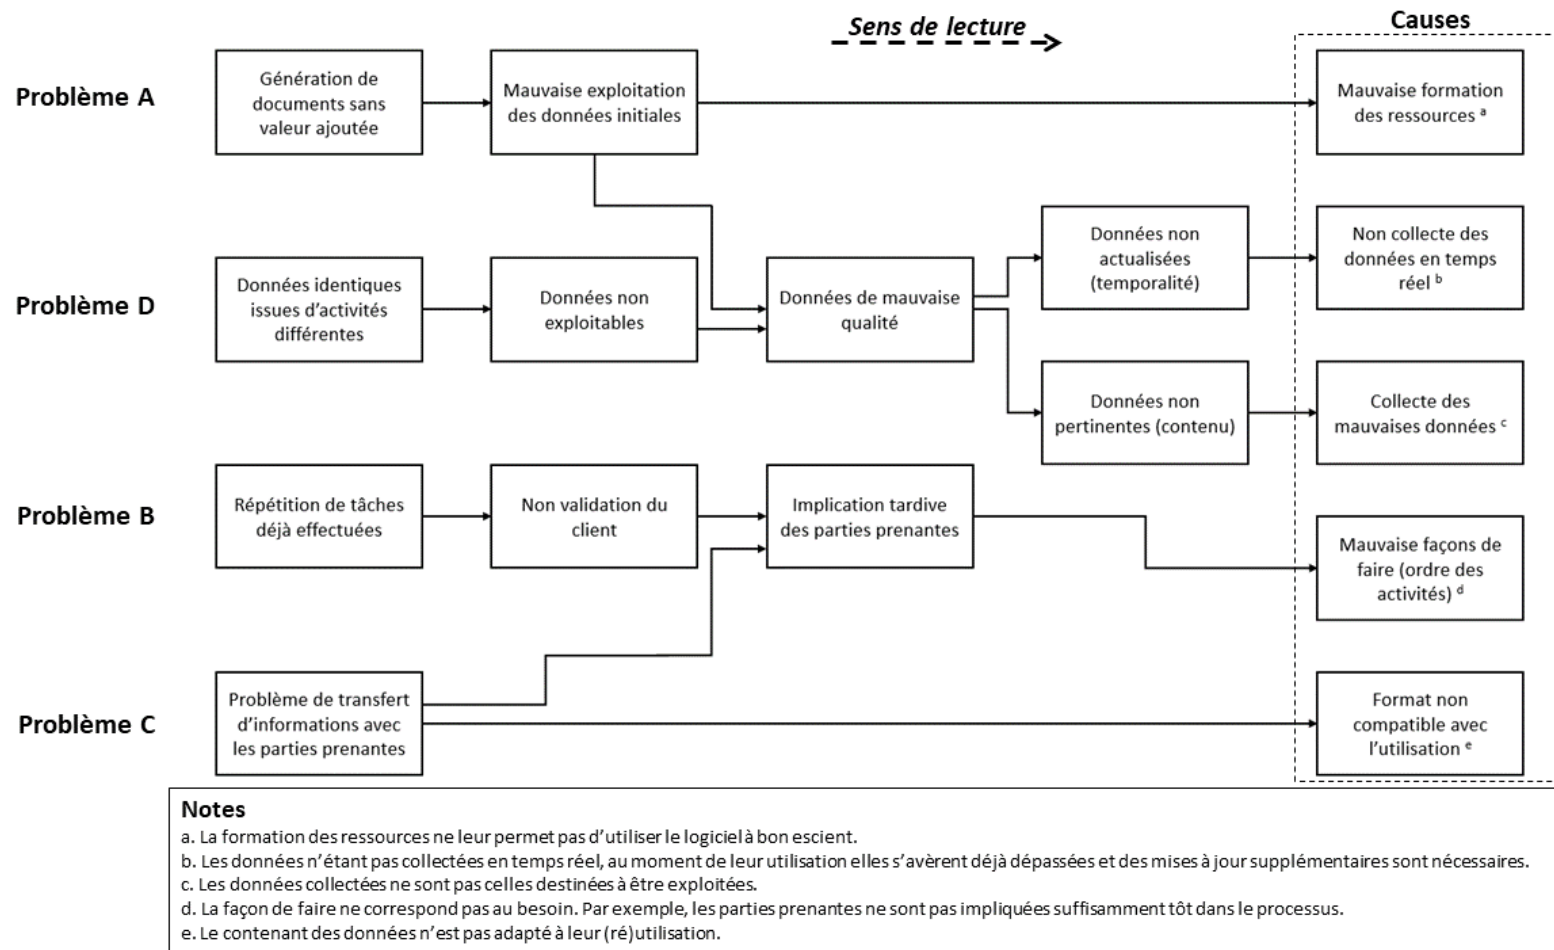 Sens de lecture
Causes
Problème A
Génération de
documents sans
valeur ajoutée
Mauvaise exploitation
des données initiales
Mauvaise formation
des ressources ᵃ
Problème D
Données identiques
issues d’activités
différentes
Données non
exploitables
Données de mauvaise
qualité
Données non
actualisées
(temporalité)
Non collecte des
données en temps
réel ᵇ
Données non
pertinentes (contenu)
Collecte des
mauvaises données ᶜ
Problème B
Répétition de tâches
déjà effectuées
Non validation du
client
Implication tardive
des parties prenantes
Mauvaise façons de
faire (ordre des
activités) ᵈ
Problème C
Problème de transfert
d’informations avec
les parties prenantes
Format non
compatible avec
l’utilisation ᵉ
Notes
a. La formation des ressources ne leur permet pas d’utiliser le logiciel à bon escient.
b. Les données n’étant pas collectées en temps réel, au moment de leur utilisation elles s’avèrent déjà dépassées et des mises à jour supplémentaires sont nécessaires.
c. Les données collectées ne sont pas celles destinées à être exploitées.
d. La façon de faire ne correspond pas au besoin. Par exemple, les parties prenantes ne sont pas impliquées suffisamment tôt dans le processus.
e. Le contenant des données n’est pas adapté à leur (ré)utilisation.